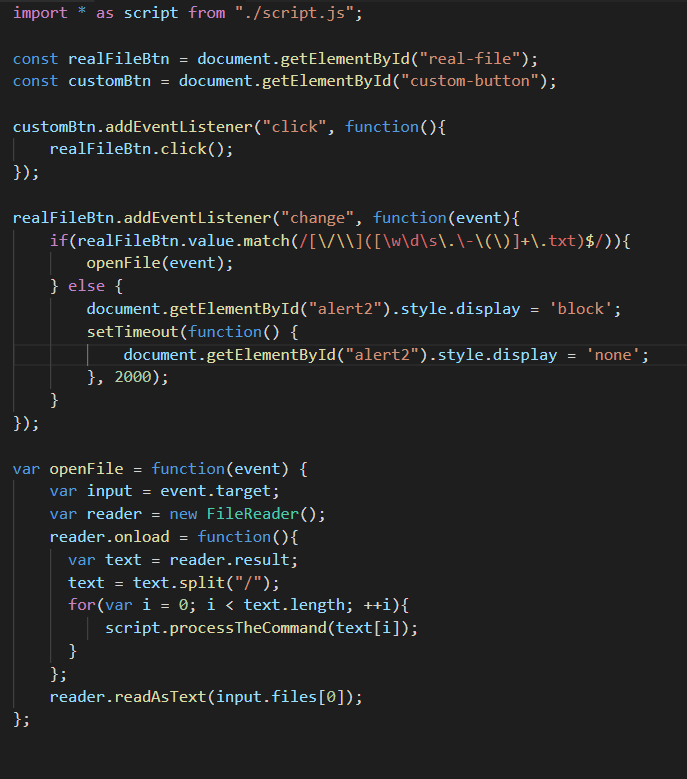 import * as script from "./script.js";

const realFileBtn = document.getElementById("real-file");
const customBtn = document.getElementById("custom-button");

customBtn.addEventListener("click", function(){
    realFileBtn.click();
});

realFileBtn.addEventListener("change", function(event){
    if(realFileBtn.value.match(/[\/\\]([\w\d\s\.\-\(\)]+\.txt)$/)){
        openFile(event);
    } else {
        document.getElementById("alert2").style.display = 'block';
        setTimeout(function() {
            document.getElementById("alert2").style.display = 'none';
        }, 2000);
    }
});

var openFile = function(event) {
    var input = event.target;
    var reader = new FileReader();
    reader.onload = function(){
      var text = reader.result;
      text = text.split("/");
      for(var i = 0; i < text.length; ++i){
          script.processTheCommand(text[i]);
      }
    };
    reader.readAsText(input.files[0]);
};